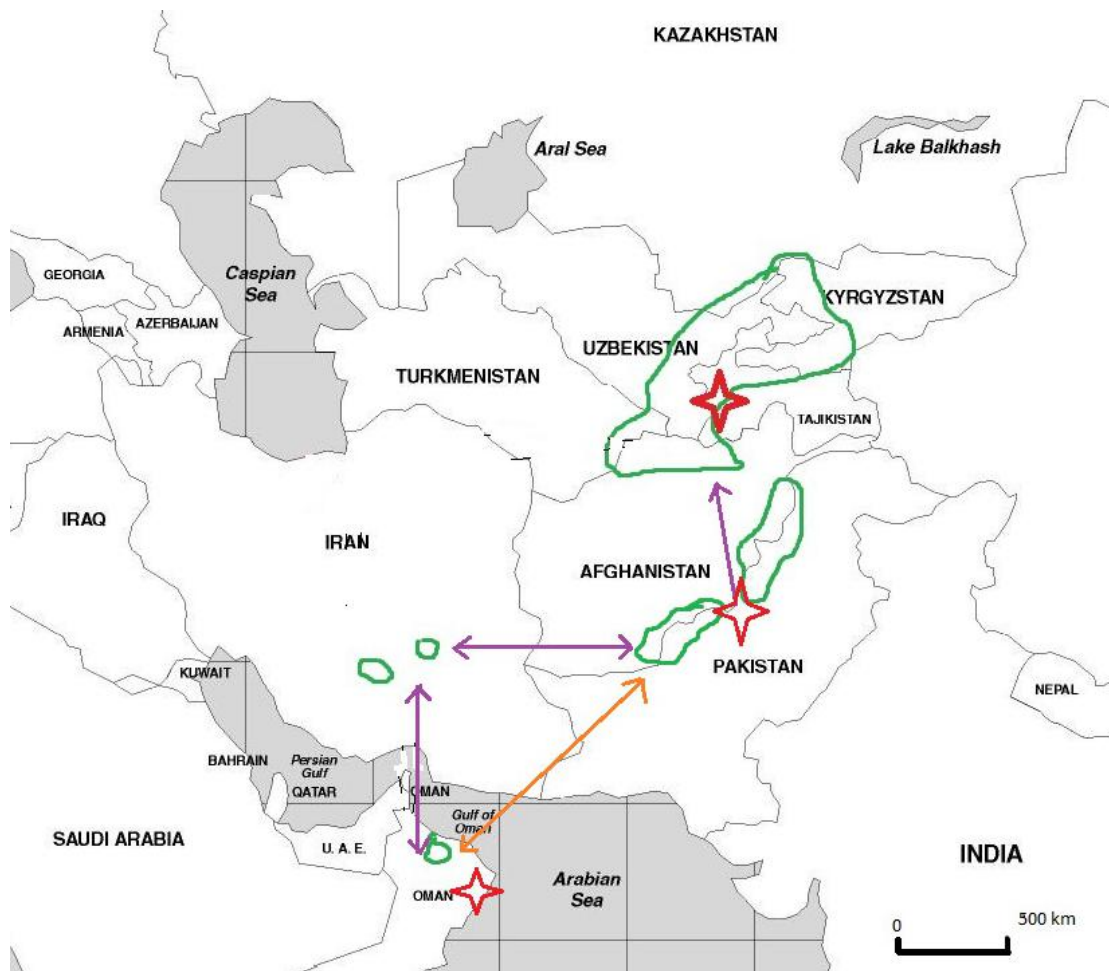 KAZAKHSTAN
Aral Sea
Lake Balkhash
GEORGIA
Caspian
Sea
KYRGYZSTAN
ARMENIA
AZERBAIJAN
UZBEKISTAN
TURKMENISTAN
TAJIKISTAN
IRAQ
IRAN
AFGHANISTAN
PAKISTAN
KUWAIT
NEPAL
BAHRAIN
Persian
Gulf
QATAR
OMAN
Gulf of
Oman
SAUDI ARABIA
U. A. E.
INDIA
Arabian
Sea
OMAN
0
500 km